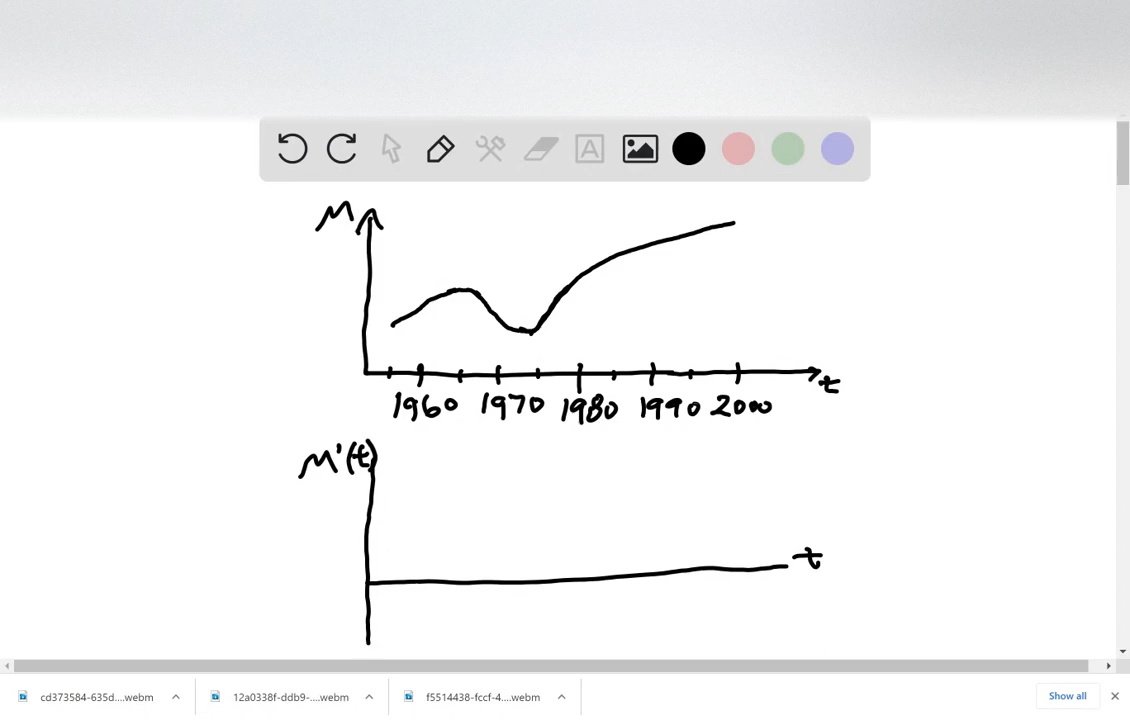 A
M
t
1960 1970 1980 1990 2000
M'(t)
t
cd373584-635d....webm 12a0338f-ddb9-....webm f5514438-fccf-4....webm Show all